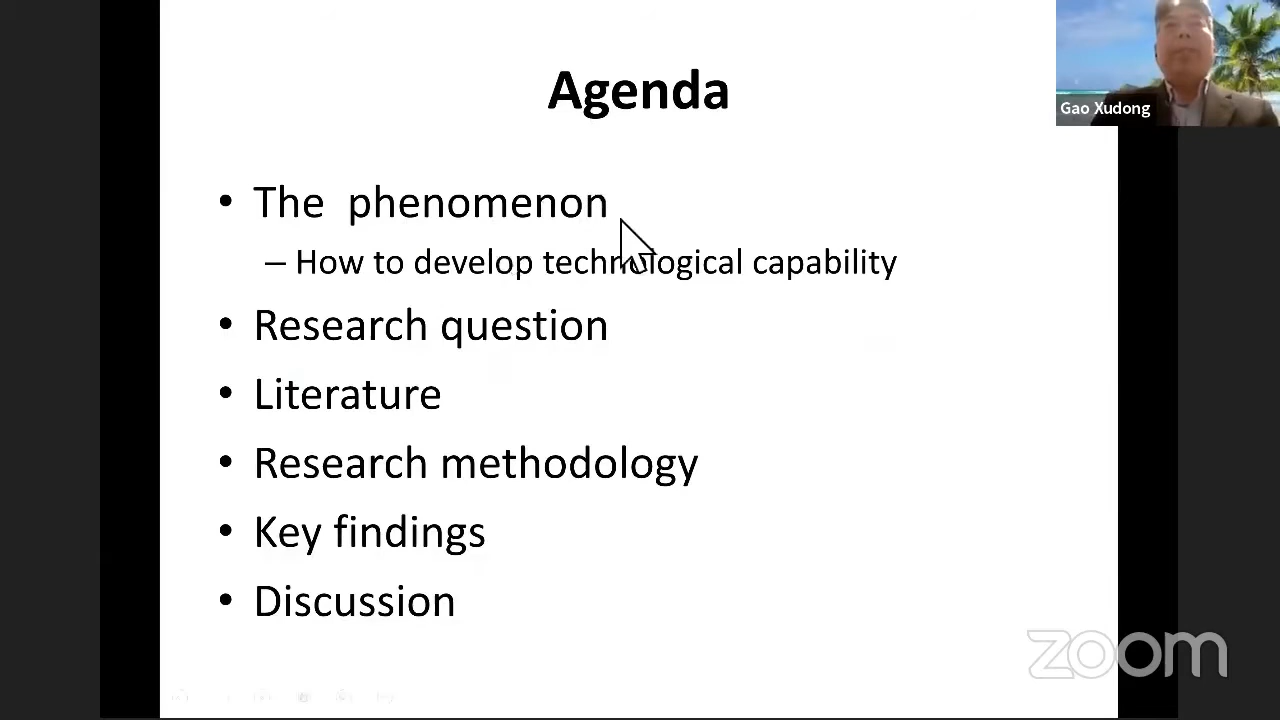 Agenda
Gao Xudong
• The phenomenon
– How to develop technological capability
• Research question
• Literature
• Research methodology
• Key findings
• Discussion
zoom